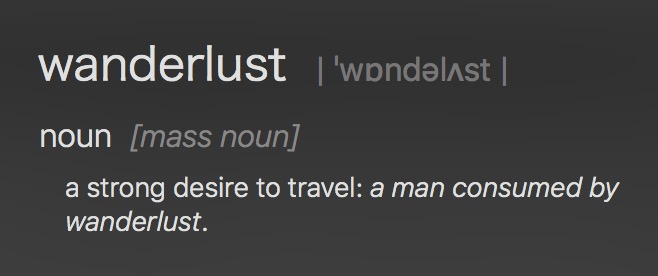 wanderlust | ˈwɒndəlʌst |
noun [mass noun]
a strong desire to travel: a man consumed by
wanderlust.